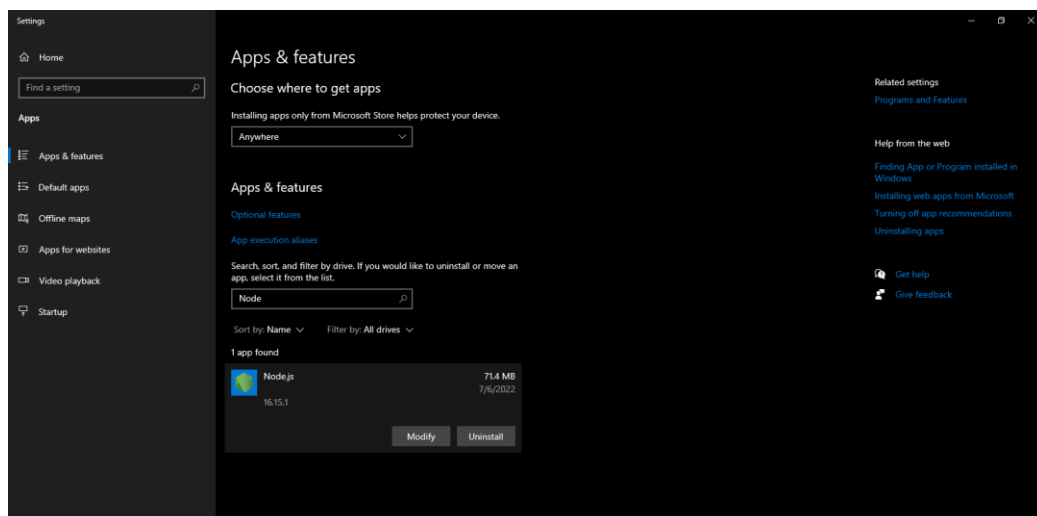 Settings
Home
Find a setting
Apps
Apps & features
Default apps
Offline maps
Apps for websites
Video playback
Startup
Apps & features
Choose where to get apps
Installing apps only from Microsoft Store helps protect your device.
Anywhere
Apps & features
Optional features
App execution aliases
Search, sort, and filter by drive. If you would like to uninstall or move an
app, select it from the list.
Node
Sort by: Name
Filter by: All drives
1 app found
Node.js
71.4 MB
7/6/2022
16.15.1
Modify
Uninstall
Related settings
Programs and Features
Help from the web
Finding App or Program installed in
Windows
Installing web apps from Microsoft
Turning off app recommendations
Uninstalling apps
Get help
Give feedback